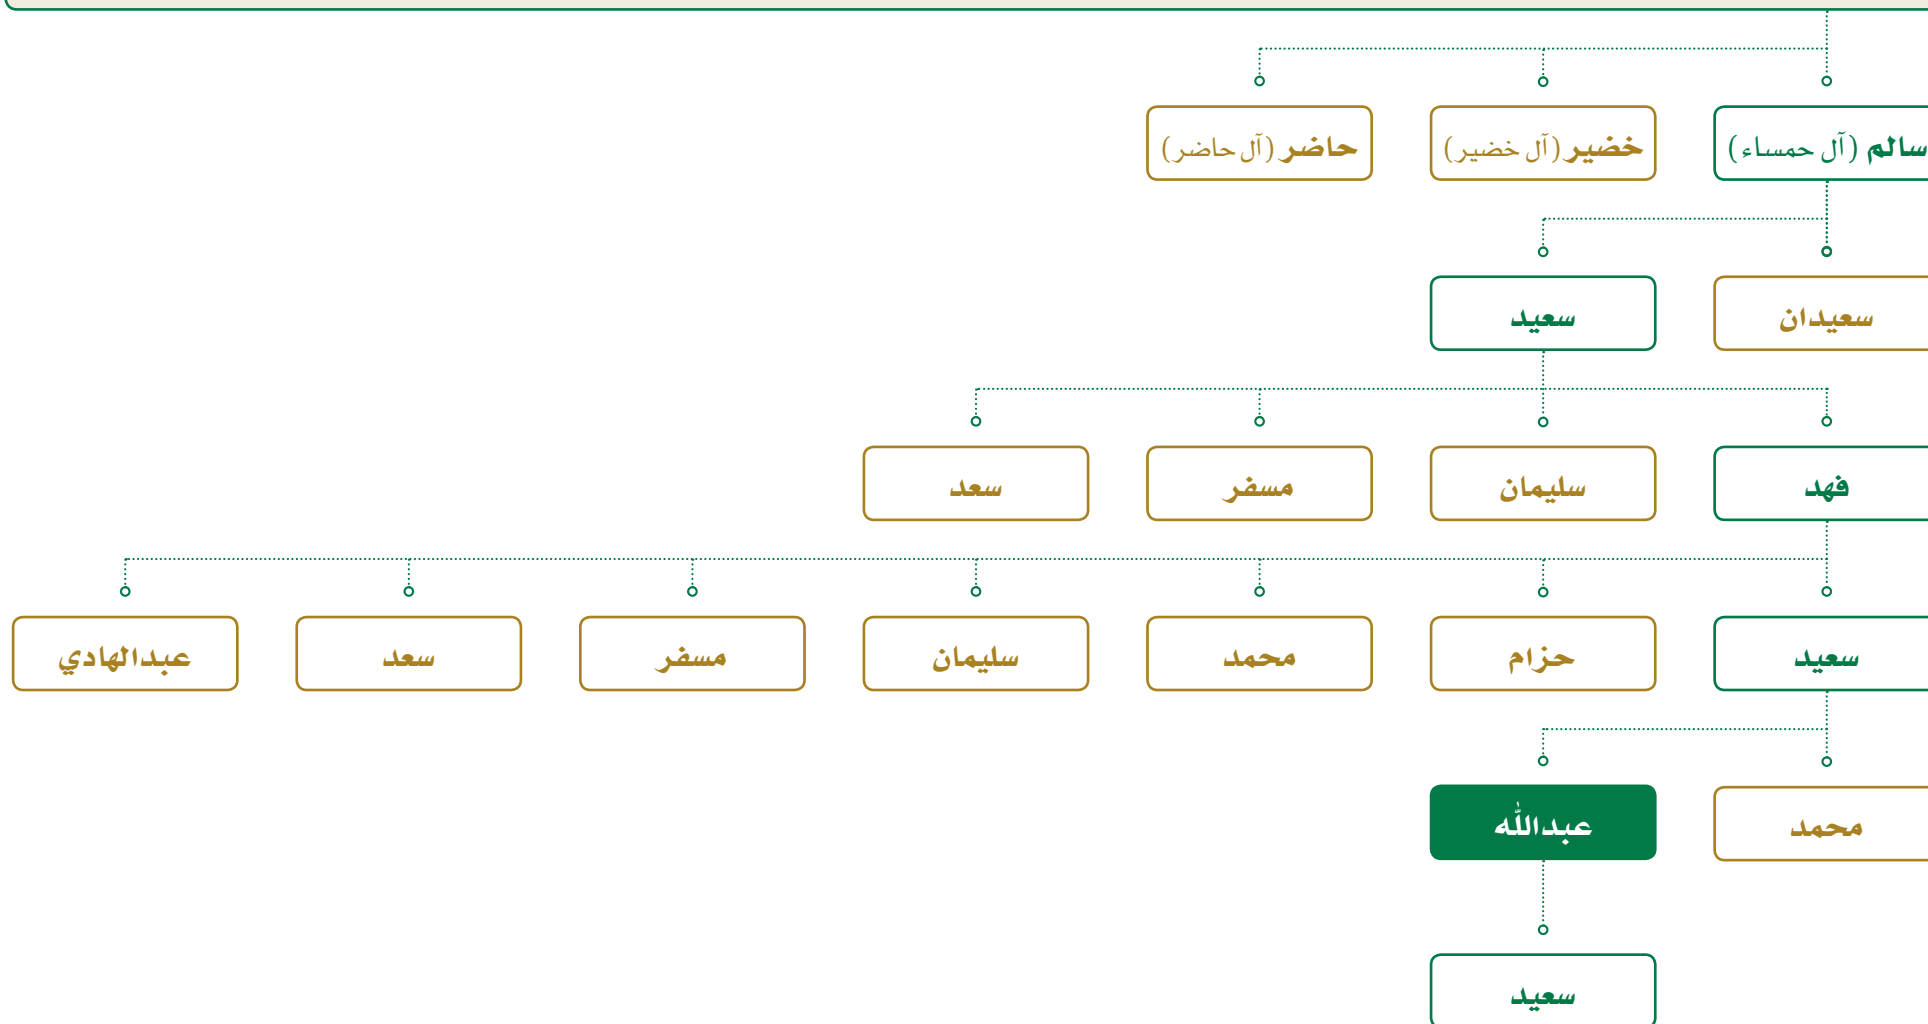 سالم (آل حمساء)
خضير (آل خضير)
حاضر (آل حاضر)
سعيدان
سعيد
فهد
سليمان
مسفر
سعد
سعيد
حزام
محمد
سليمان
مسفر
سعد
عبدالهادي
محمد
عبدالله
سعيد